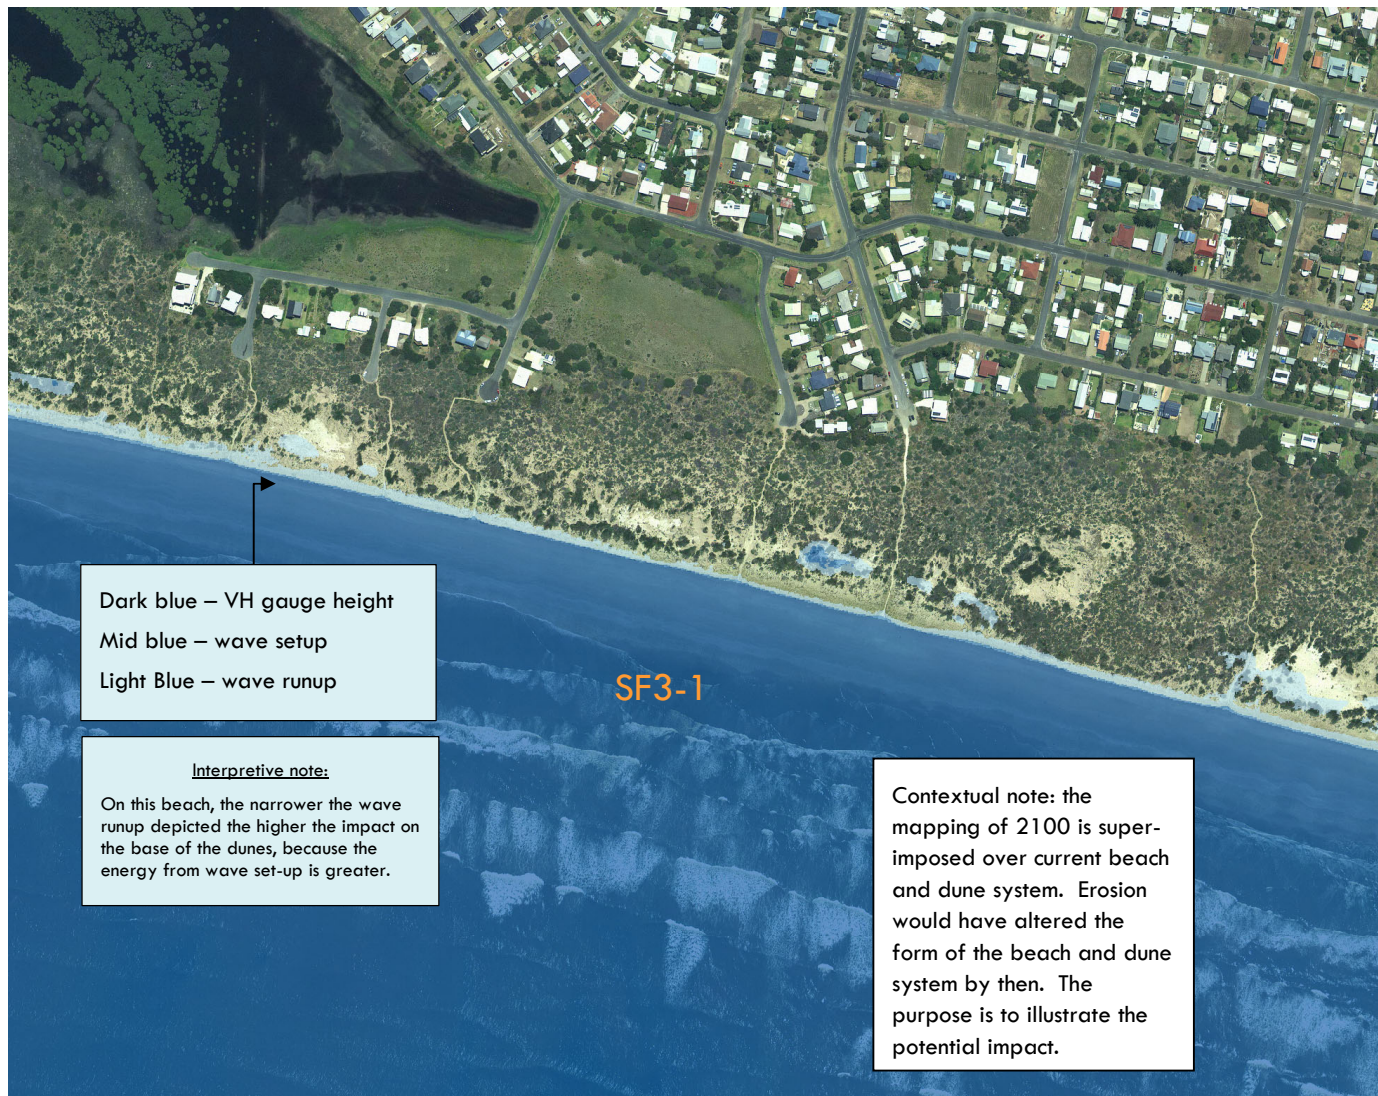 Dark blue – VH gauge height
Mid blue – wave setup
Light Blue – wave runup
SF3-1
Interpretive note:
On this beach, the narrower the wave
runup depicted the higher the impact on
the base of the dunes, because the
energy from wave set-up is greater.
Contextual note: the
mapping of 2100 is super-
imposed over current beach
and dune system.  Erosion
would have altered the
form of the beach and dune
system by then.  The
purpose is to illustrate the
potential impact.